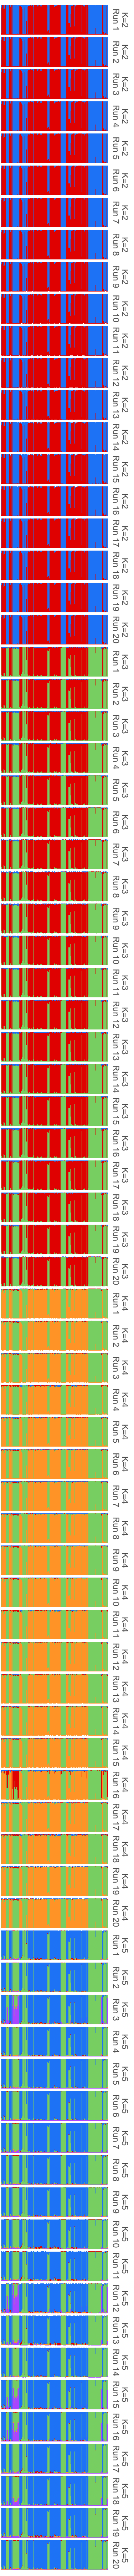 K=2
Run 1
K=2
Run 2
K=2
Run 3
K=2
Run 4
K=2
Run 5
K=2
Run 6
K=2
Run 7
K=2
Run 8
K=2
Run 9
K=2
Run 10
K=2
Run 11
K=2
Run 12
K=2
Run 13
K=2
Run 14
K=2
Run 15
K=2
Run 16
K=2
Run 17
K=2
Run 18
K=2
Run 19
K=2
Run 20
K=3
Run 1
K=3
Run 2
K=3
Run 3
K=3
Run 4
K=3
Run 5
K=3
Run 6
K=3
Run 7
K=3
Run 8
K=3
Run 9
K=3
Run 10
K=3
Run 11
K=3
Run 12
K=3
Run 13
K=3
Run 14
K=3
Run 15
K=3
Run 16
K=3
Run 17
K=3
Run 18
K=3
Run 19
K=3
Run 20
K=4
Run 1
K=4
Run 2
K=4
Run 3
K=4
Run 4
K=4
Run 5
K=4
Run 6
K=4
Run 7
K=4
Run 8
K=4
Run 9
K=4
Run 10
K=4
Run 11
K=4
Run 12
K=4
Run 13
K=4
Run 14
K=4
Run 15
K=4
Run 16
K=4
Run 17
K=4
Run 18
K=4
Run 19
K=4
Run 20
K=5
Run 1
K=5
Run 2
K=5
Run 3
K=5
Run 4
K=5
Run 5
K=5
Run 6
K=5
Run 7
K=5
Run 8
K=5
Run 9
K=5
Run 10
K=5
Run 11
K=5
Run 12
K=5
Run 13
K=5
Run 14
K=5
Run 15
K=5
Run 16
K=5
Run 17
K=5
Run 18
K=5
Run 19
K=5
Run 20